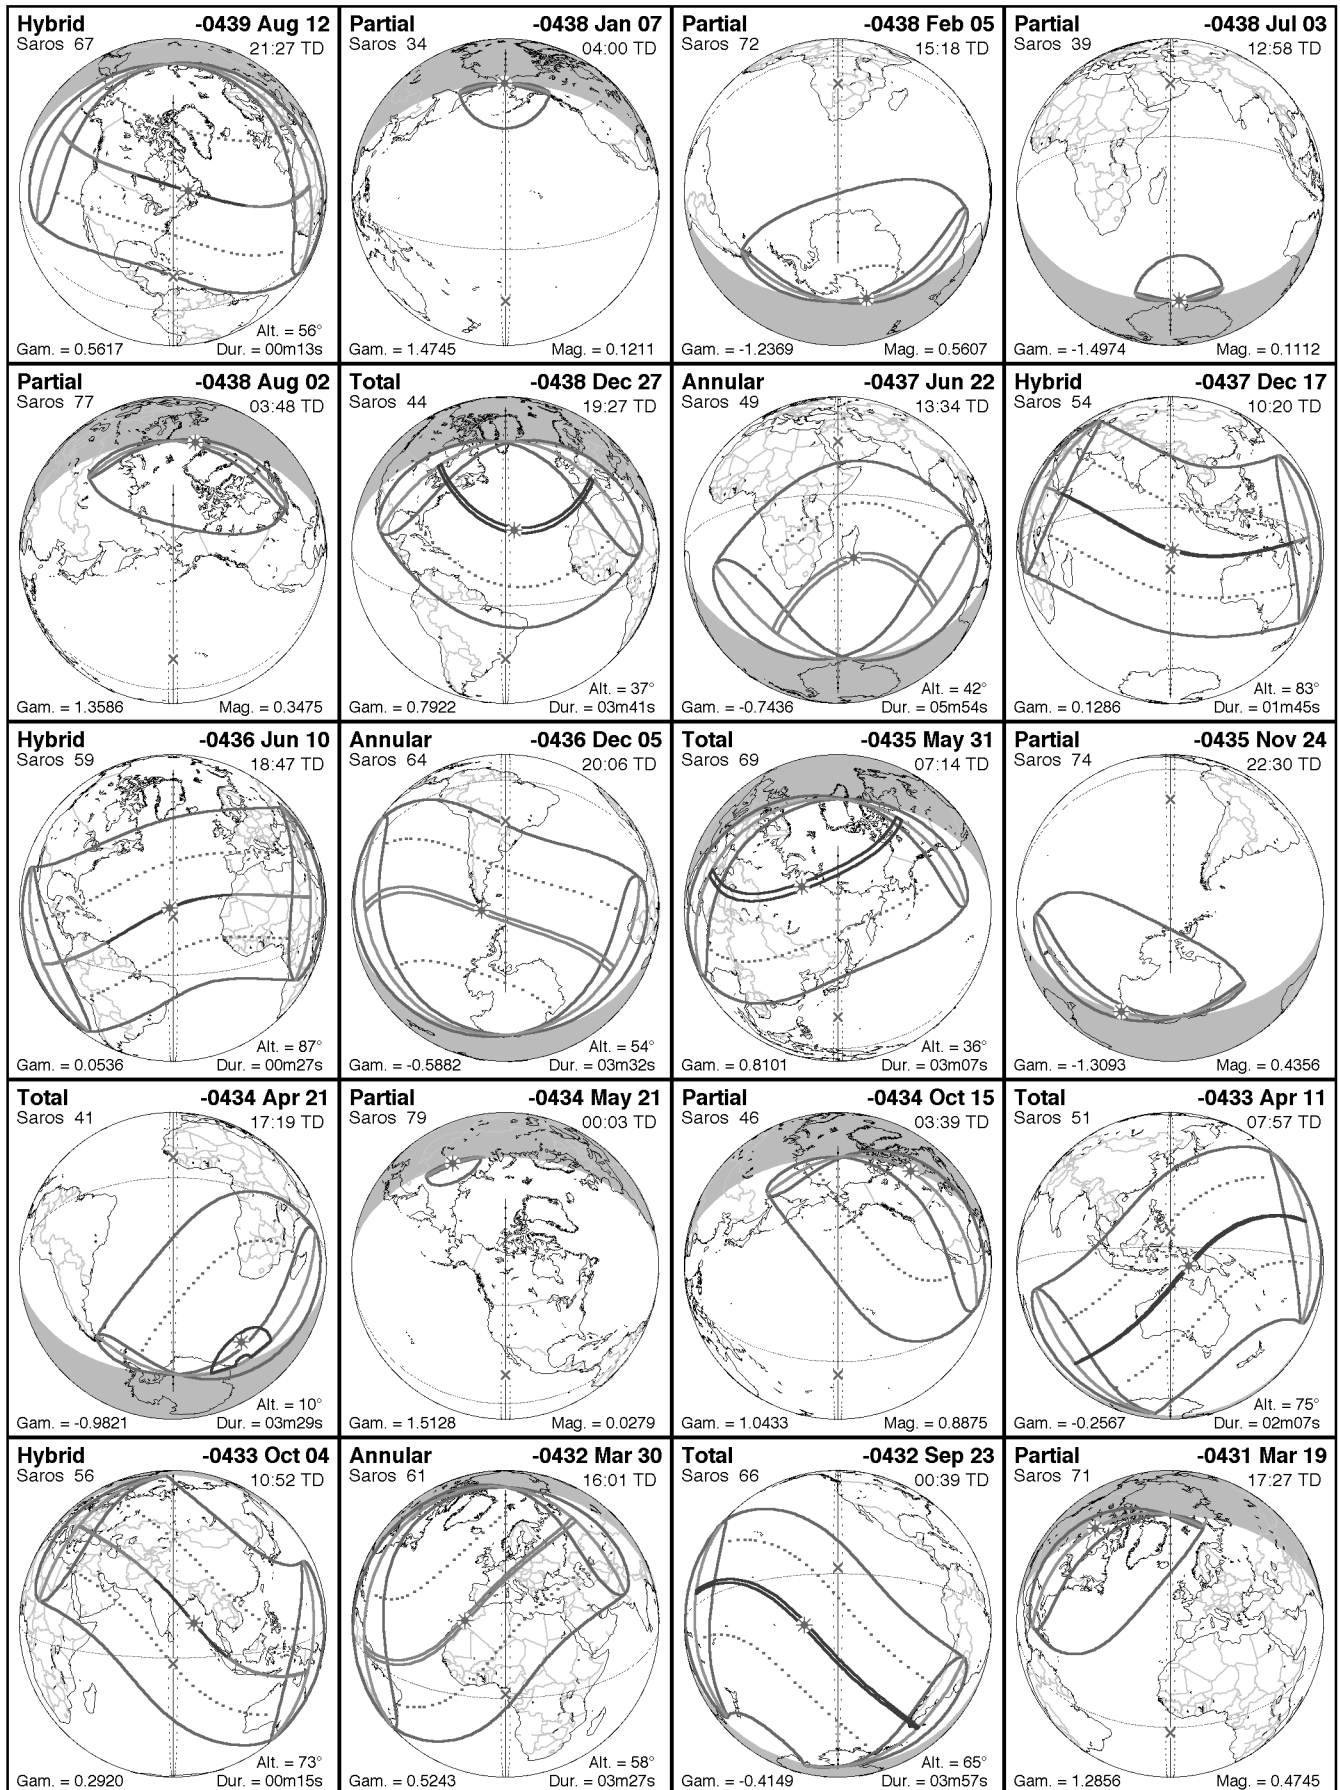 Hybrid -0439 Aug 12
Saros 67 21:27 TD
Alt. = 56°
Gam. = 0.5617 Dur. = 00m13s
Partial -0438 Jan 07
Saros 34 04:00 TD
Gam. = 1.4745 Mag. = 0.1211
Partial -0438 Feb 05
Saros 72 15:18 TD
Gam. = -1.2369 Mag. = 0.5607
Partial -0438 Jul 03
Saros 39 12:58 TD
Gam. = -1.4974 Mag. = 0.1112
Partial -0438 Aug 02
Saros 77 03:48 TD
Gam. = 1.3586 Mag. = 0.3475
Total -0438 Dec 27
Saros 44 19:27 TD
Alt. = 37°
Gam. = 0.7922 Dur. = 03m41s
Annular -0437 Jun 22
Saros 49 13:34 TD
Alt. = 42°
Gam. = -0.7436 Dur. = 05m54s
Hybrid -0437 Dec 17
Saros 54 10:20 TD
Alt. = 83°
Gam. = 0.1286 Dur. = 01m45s
Hybrid -0436 Jun 10
Saros 59 18:47 TD
Alt. = 87°
Gam. = 0.0536 Dur. = 00m27s
Annular -0436 Dec 05
Saros 64 20:06 TD
Alt. = 54°
Gam. = -0.5882 Dur. = 03m32s
Total -0435 May 31
Saros 69 07:14 TD
Alt. = 36°
Gam. = 0.8101 Dur. = 03m07s
Partial -0435 Nov 24
Saros 74 22:30 TD
Gam. = -1.3093 Mag. = 0.4356
Total -0434 Apr 21
Saros 41 17:19 TD
Alt. = 10°
Gam. = -0.9821 Dur. = 03m29s
Partial -0434 May 21
Saros 79 00:03 TD
Gam. = 1.5128 Mag. = 0.0279
Partial -0434 Oct 15
Saros 46 03:39 TD
Gam. = 1.0433 Mag. = 0.8875
Total -0433 Apr 11
Saros 51 07:57 TD
Alt. = 75°
Gam. = -0.2567 Dur. = 02m07s
Hybrid -0433 Oct 04
Saros 56 10:52 TD
Alt. = 73°
Gam. = 0.2920 Dur. = 00m15s
Annular -0432 Mar 30
Saros 61 16:01 TD
Alt. = 58°
Gam. = 0.5243 Dur. = 03m27s
Total -0432 Sep 23
Saros 66 00:39 TD
Alt. = 65°
Gam. = -0.4149 Dur. = 03m57s
Partial -0431 Mar 19
Saros 71 17:27 TD
Gam. = 1.2856 Mag. = 0.4745